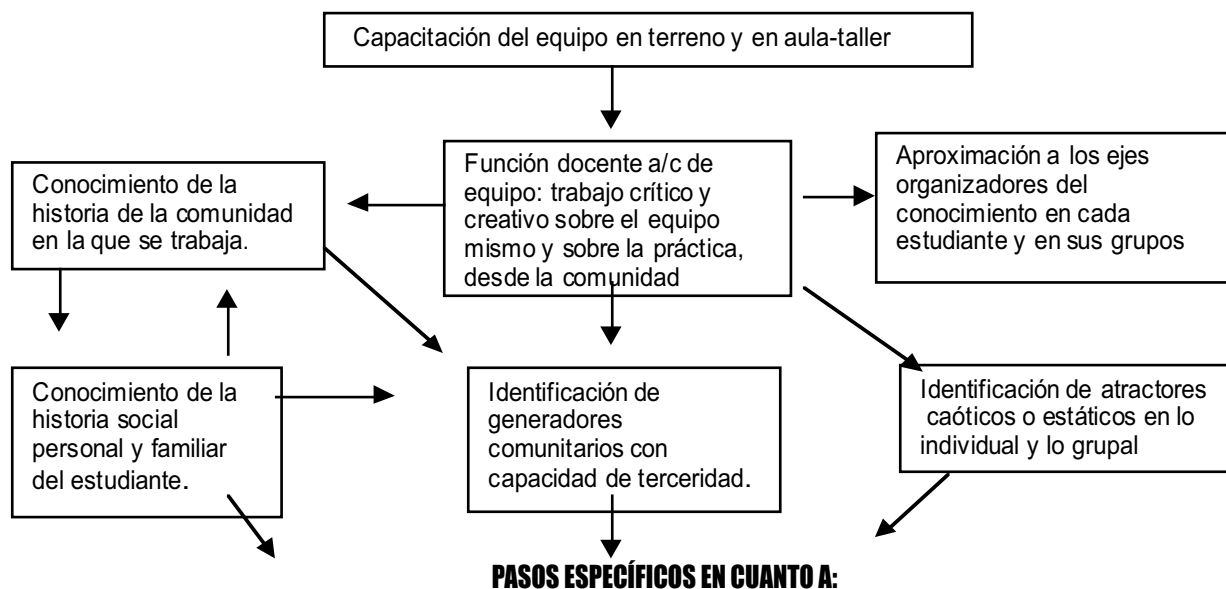 Capacitación del equipo en terreno y en aula-taller
Función docente a/c de
equipo: trabajo crítico y
creativo sobre el equipo
mismo y sobre la práctica,
desde la comunidad
Conocimiento de la
historia de la comunidad
en la que se trabaja.
Aproximación a los ejes
organizadores del
conocimiento en cada
estudiante y en sus grupos
Conocimiento de la
historia social
personal y familiar
del estudiante.
Identificación de
generadores
comunitarios con
capacidad de terceridad.
Identificación de atractores
caóticos o estáticos en lo
individual y lo grupal
PASOS ESPECÍFICOS EN CUANTO A: